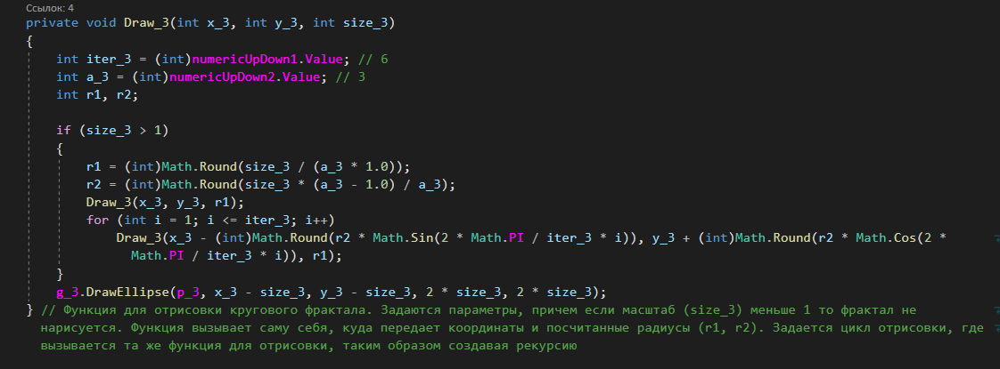 Ссылок: 4
private void Draw_3(int x_3, int y_3, int size_3)
{
int iter_3 = (int)numericUpDown1.Value; // 6
int a_3 = (int)numericUpDown2.Value; // 3
int r1, r2;
if (size_3 > 1)
{
r1 = (int)Math.Round(size_3 / (a_3 * 1.0));
r2 = (int)Math.Round(size_3 * (a_3 - 1.0) / a_3);
Draw_3(x_3, y_3, r1);
for (int i = 1; i <= iter_3; i++)
Draw_3(x_3 - (int)Math.Round(r2 * Math.Sin(2 * Math.PI / iter_3 * i)), y_3 + (int)Math.Round(r2 * Math.Cos(2 *
Math.PI / iter_3 * i)), r1);
}
g_3.DrawEllipse(p_3, x_3 - size_3, y_3 - size_3, 2 * size_3, 2 * size_3);
} // Функция для отрисовки кругового фрактала. Задаются параметры, причем если масштаб (size_3) меньше 1 то фрактал не
нарисуется. Функция вызывает саму себя, куда передает координаты и посчитанные радиусы (r1, r2). Задается цикл отрисовки, где
вызывается та же функция для отрисовки, таким образом создавая рекурсию